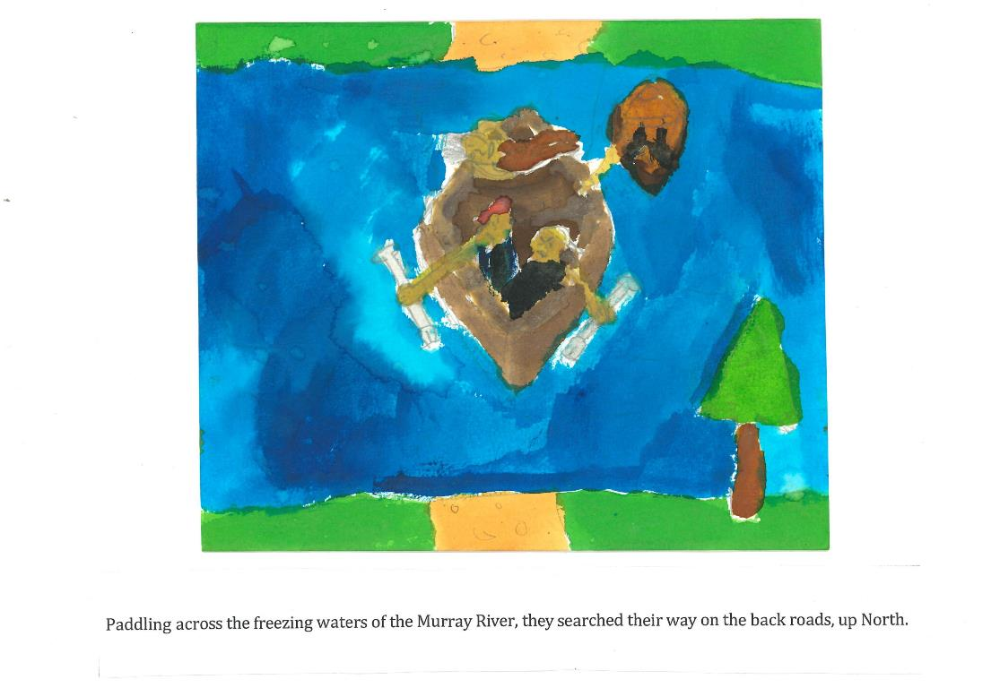 Paddling across the freezing waters of the Murray River, they searched their way on the back roads, up North.